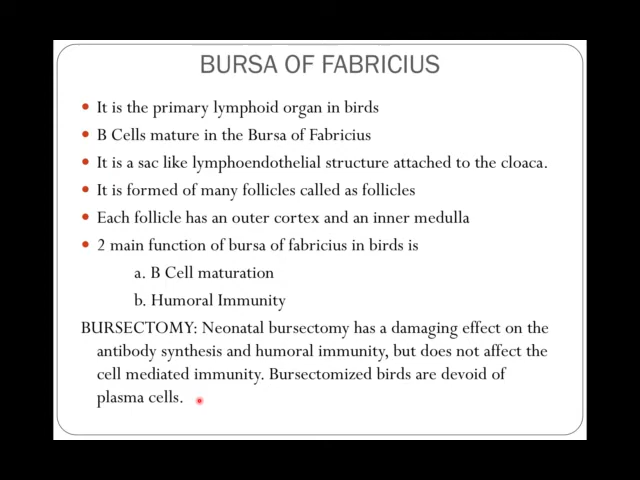 BURSA OF FABRICIUS
• It is the primary lymphoid organ in birds
• B Cells mature in the Bursa of Fabricius
• It is a sac like lymphoendothelial structure attached to the cloaca.
• It is formed of many follicles called as follicles
• Each follicle has an outer cortex and an inner medulla
• 2 main function of bursa of fabricius in birds is
a. B Cell maturation
b. Humoral Immunity
BURSECTOMY: Neonatal bursectomy has a damaging effect on the
antibody synthesis and humoral immunity, but does not affect the
cell mediated immunity. Bursectomized birds are devoid of
plasma cells.